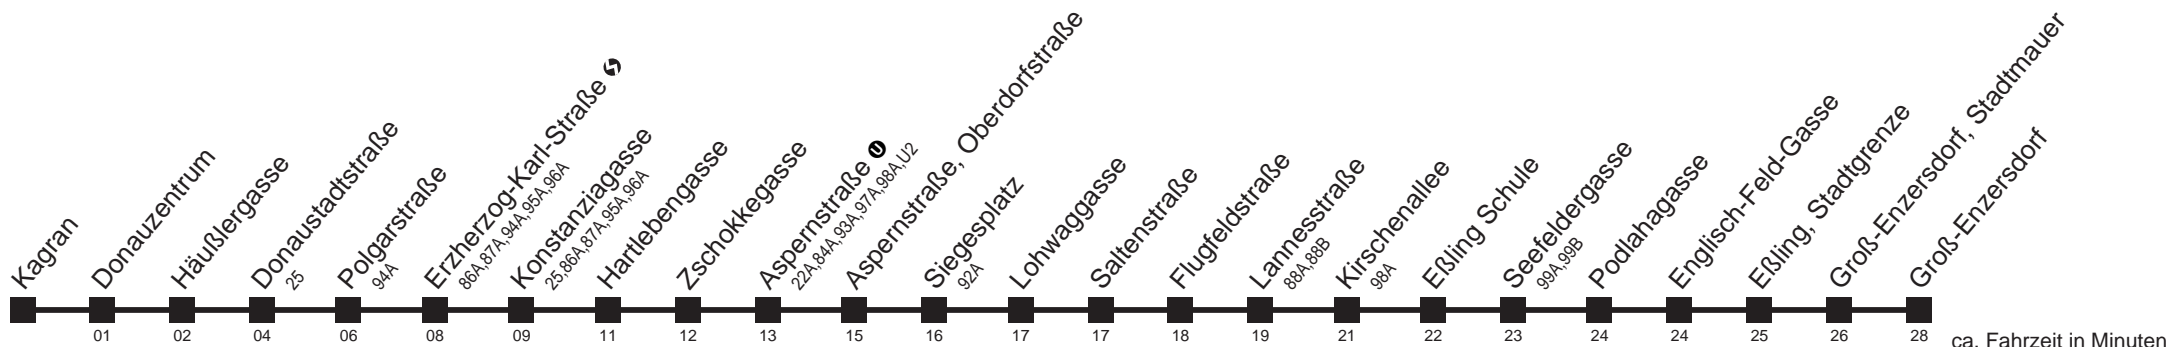 Kagran
Donauzentrum
Häußlergasse
Donaustadtstraße
25
Polgarstraße
94A
Erzherzog-Karl-Straße
86A,87A,94A,95A,96A
Konstanziagasse
25,86A,87A,95A,96A
Hartlebengasse
Zschokkegasse
Aspernstraße U
22A,84A,93A,97A,98A,U2
Aspernstraße, Oberdorfstraße
Siegesplatz
92A
Lohwaggasse
Saltenstraße
Flugfeldstraße
Lannesstraße
88A,88B
Kirschenallee
98A
Eßling Schule
Seefeldergasse
99A,99B
Podlahagasse
Englisch-Feld-Gasse
Eßling, Stadtgrenze
Groß-Enzersdorf, Stadtmauer
Groß-Enzersdorf
01 02 04 06 08 09 11 12 13 15 16 17 17 18 19 21 22 23 24 24 25 26 28 ca. Fahrzeit in Minuten